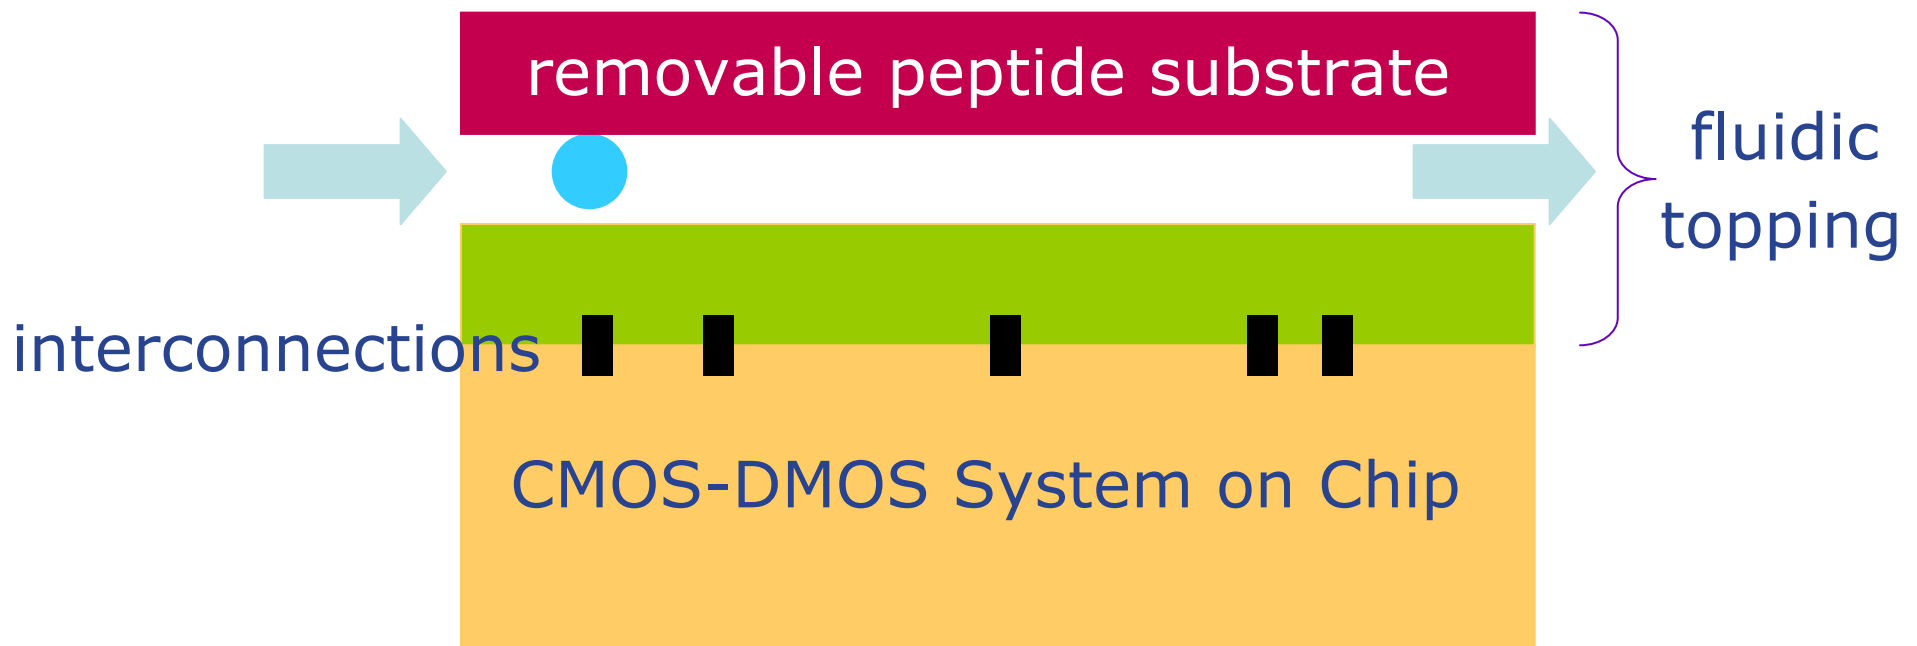 removable peptide substrate
fluidic
topping
interconnections
CMOS-DMOS System on Chip